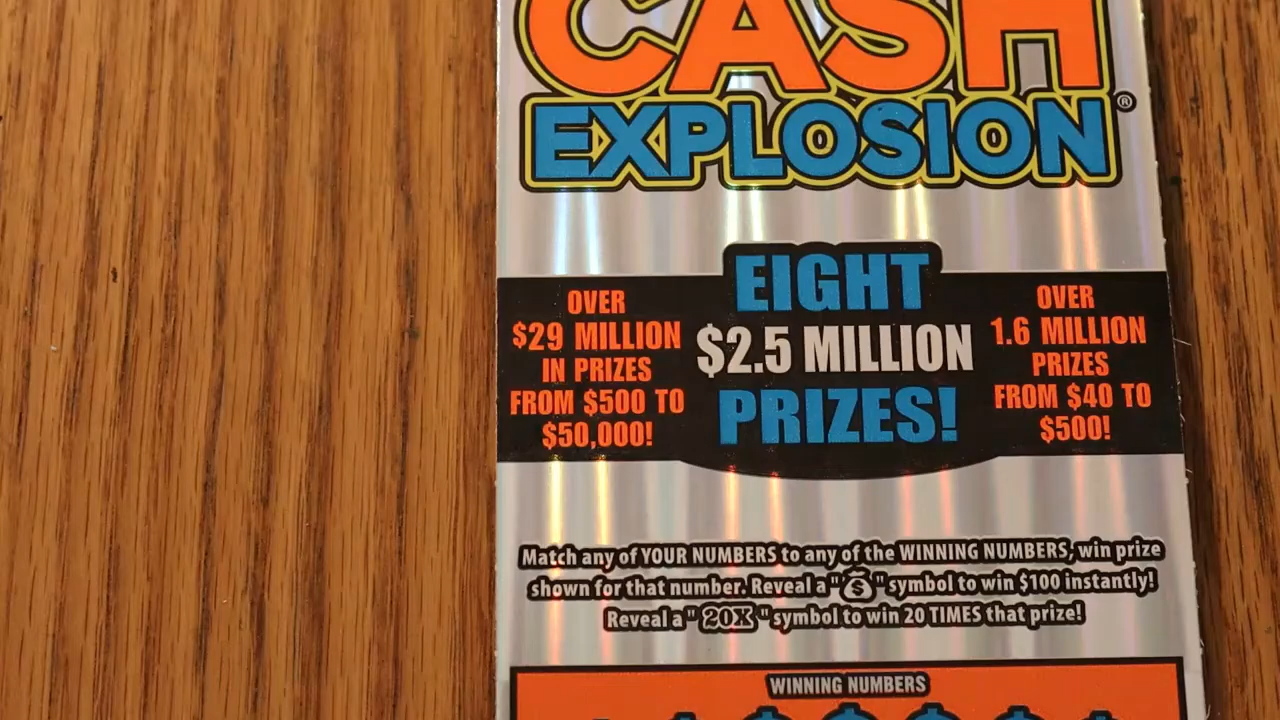 CASH
EXPLOSION®
OVER
$29 MILLION
IN PRIZES
FROM $500 TO
$50,000!
EIGHT
$2.5 MILLION
PRIZES!
OVER
1.6 MILLION
PRIZES
FROM $40 TO
$500!
Match any of YOUR NUMBERS to any of the WINNING NUMBERS, win prize
shown for that number. Reveal a "$" symbol to win $100 instantly!
Reveal a "20X" symbol to win 20 TIMES that prize!
WINNING NUMBERS